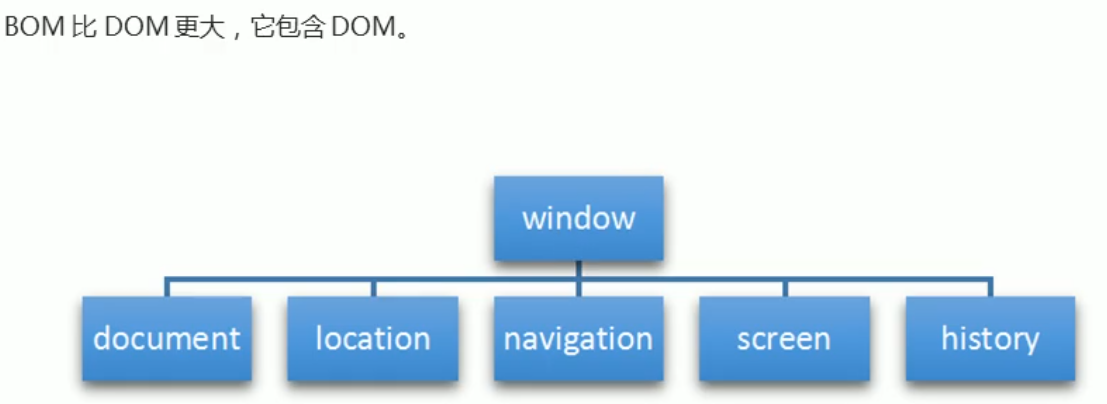 BOM 比 DOM 更大，它包含 DOM。
window
document
location
navigation
screen
history